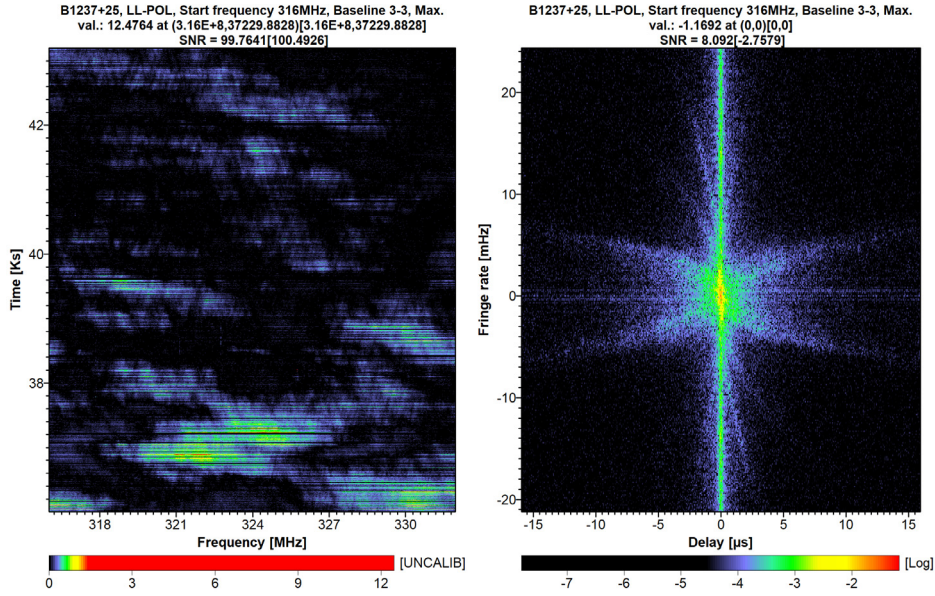 B1237+25, LL-POL, Start frequency 316MHz, Baseline 3-3, Max.
val.: 12.4764 at (3.16E+8,37229.8828)[3.16E+8,37229.8828]
SNR = 99.7641[100.4926]
42
40
38
Time [Ks]
318
321
324
327
330
Frequency [MHz]
0
3
6
9
12
[UNCALIB]
B1237+25, LL-POL, Start frequency 316MHz, Baseline 3-3, Max.
val.: -1.1692 at (0,0)[0,0]
SNR = 8.092[-2.7579]
20
10
0
-10
-20
Fringe rate [mHz]
-15
-10
-5
0
5
10
15
Delay [µs]
-7
-6
-5
-4
-3
-2
[Log]